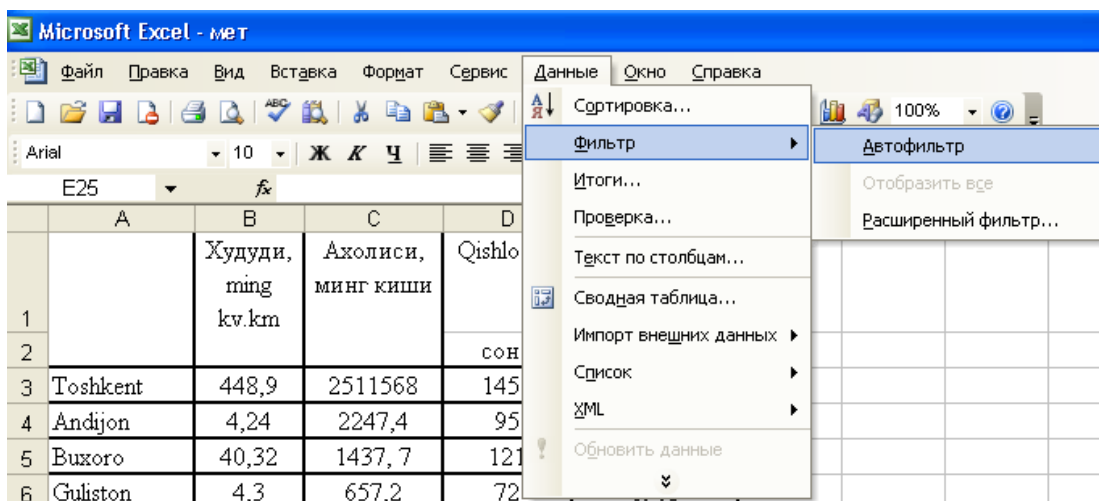 Microsoft Excel - мет
Файл Правка Вид Вставка Формат Сервис Данные Окно Справка
100%
Arial 10 Ж К Ч
E25 fx
Сортировка...
Фильтр
Итоги...
Проверка...
Текст по столбцам...
Сводная таблица...
Импорт внешних данных
Список
XML
Обновить данные
Автофильтр
Отобразить все
Расширенный фильтр...
A B C D
1 Худуди, ming kv.km Ахолиси, минг киши Qishlo
2 сон
3 Toshkent 448,9 2511568 145
4 Andijon 4,24 2247,4 95
5 Buxoro 40,32 1437, 7 121
6 Guliston 4,3 657,2 72